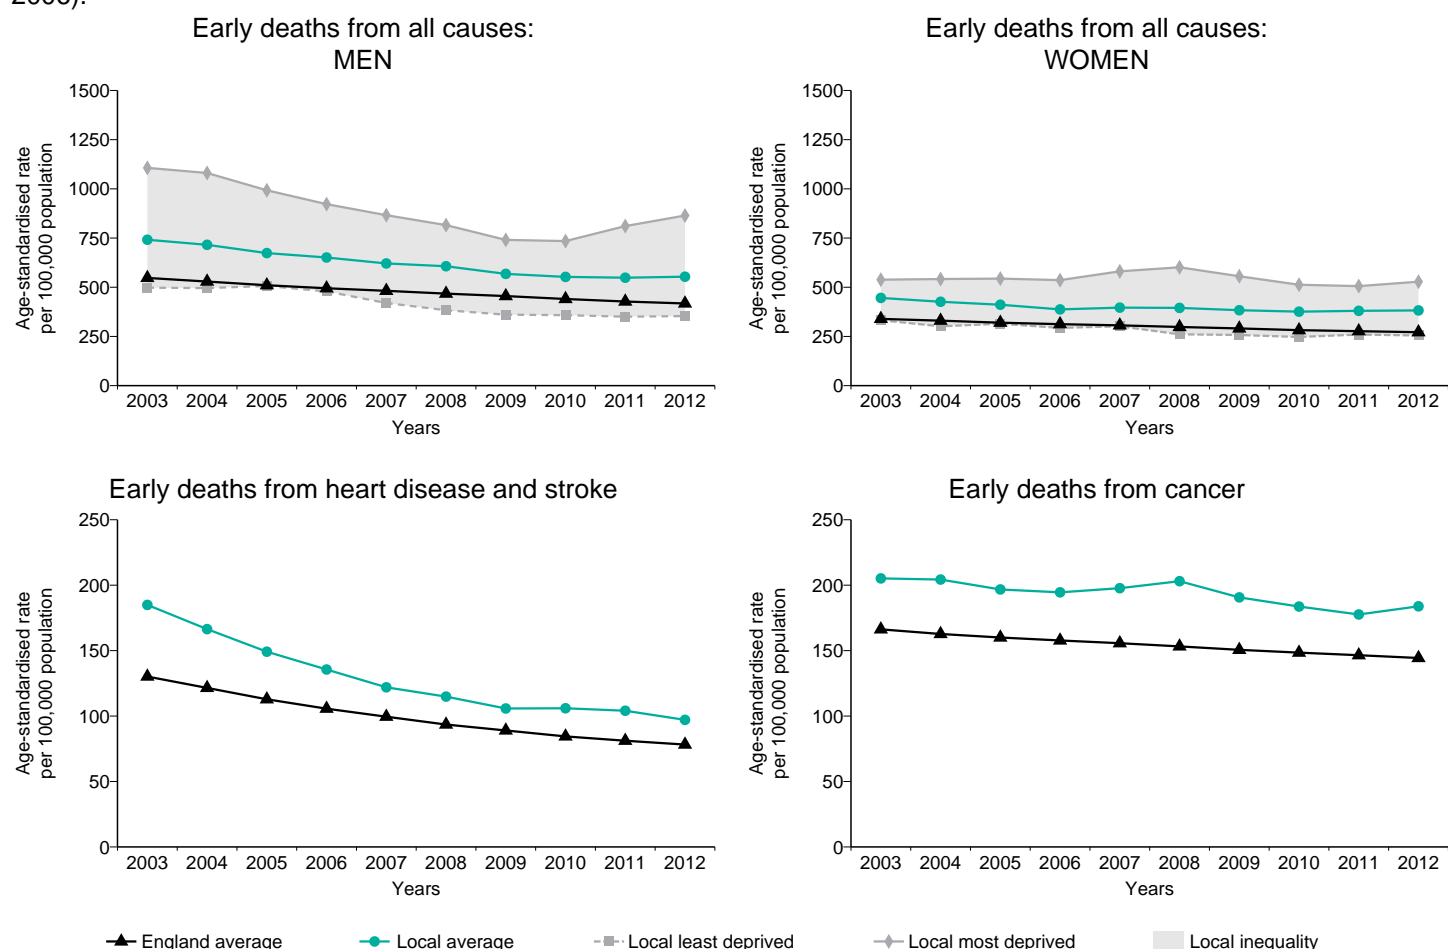 Early deaths from all causes:
MEN
Age-standardised rate
per 100,000 population
1500
1250
1000
750
500
250
0
2003 2004 2005 2006 2007 2008 2009 2010 2011 2012
Years
Early deaths from all causes:
WOMEN
Age-standardised rate
per 100,000 population
1500
1250
1000
750
500
250
0
2003 2004 2005 2006 2007 2008 2009 2010 2011 2012
Years
Early deaths from heart disease and stroke
Age-standardised rate
per 100,000 population
250
200
150
100
50
0
2003 2004 2005 2006 2007 2008 2009 2010 2011 2012
Years
Early deaths from cancer
Age-standardised rate
per 100,000 population
250
200
150
100
50
0
2003 2004 2005 2006 2007 2008 2009 2010 2011 2012
Years
England average Local average Local least deprived Local most deprived Local inequality